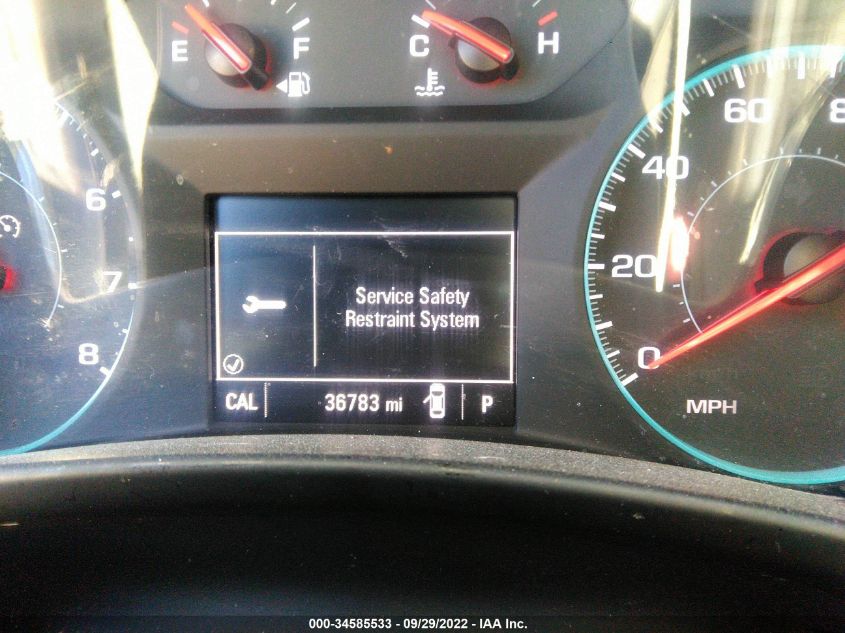 E F C H
60 8
40
20
0
MPH
6
7
8
Service Safety
Restraint System
CAL 36783 mi P
000-34585533 - 09/29/2022 - IAA Inc.